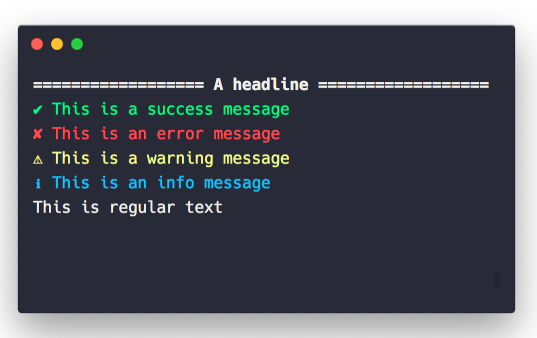 ================== A headline ==================
✔ This is a success message
✘ This is an error message
⚠ This is a warning message
ℹ This is an info message
This is regular text